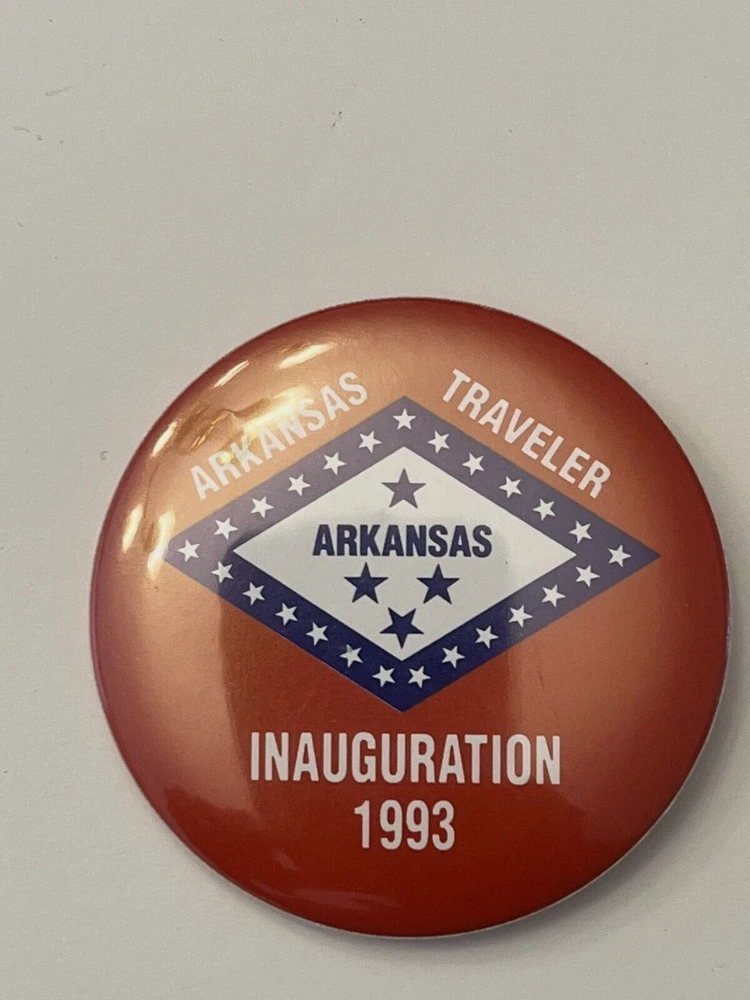 ARKANSAS TRAVELER
ARKANSAS
INAUGURATION
1993